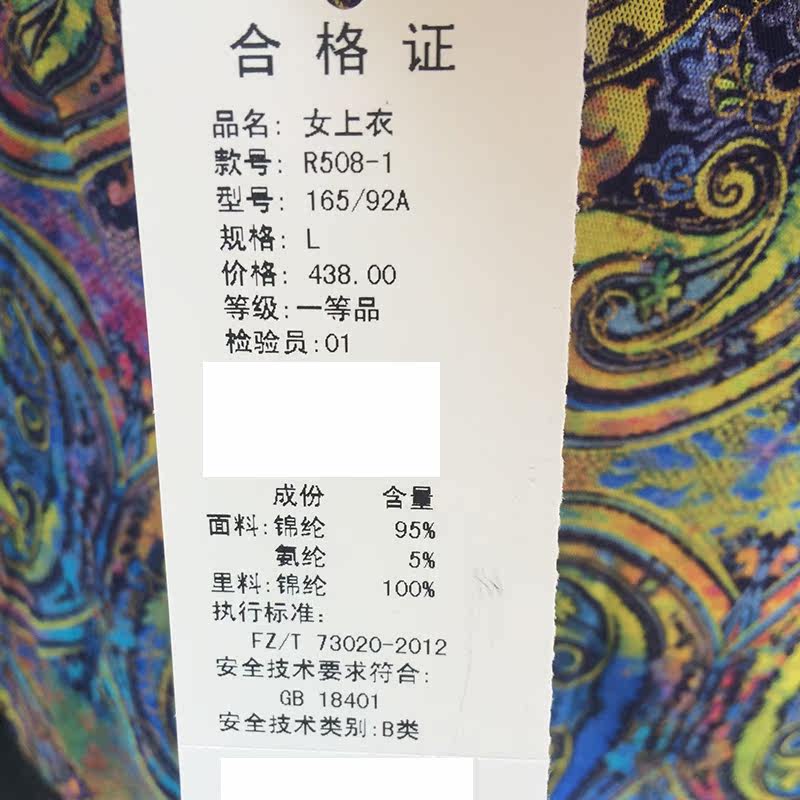 合格证
品名: 女上衣
款号: R508-1
型号: 165/92A
规格: L
价格: 438.00
等级:一等品
检验员:01
成份 含量
面料:锦纶 95%
氨纶 5%
里料:锦纶 100%
执行标准:
FZ/T 73020-2012
安全技术要求符合:
GB 18401
安全技术类别:B类